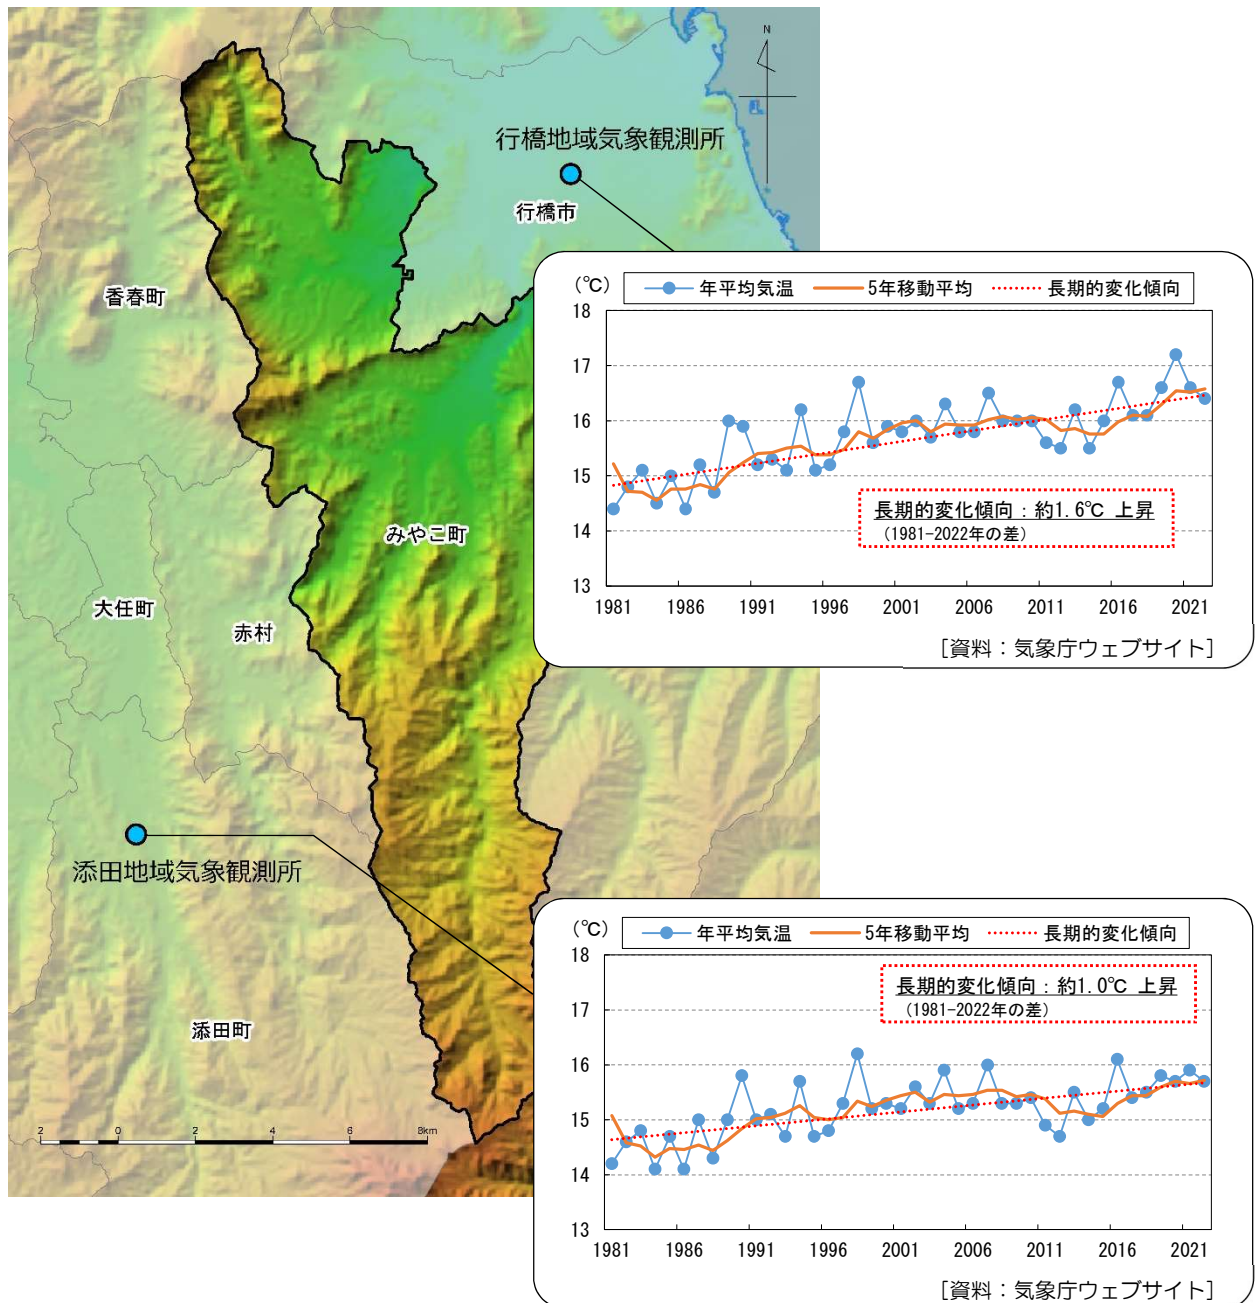 N
行橋地域気象観測所
行橋市
香春町
みやこ町
大任町
赤村
添田地域気象観測所
添田町
2 0 2 4 6 8km
(℃)
年平均気温 5年移動平均 長期的変化傾向
18
17
16
15
14
13
長期的変化傾向：約1.6℃ 上昇
(1981-2022年の差)
1981 1986 1991 1996 2001 2006 2011 2016 2021
［資料：気象庁ウェブサイト］
(℃)
年平均気温 5年移動平均 長期的変化傾向
18
17
16
15
14
13
長期的変化傾向：約1.0℃ 上昇
(1981-2022年の差)
1981 1986 1991 1996 2001 2006 2011 2016 2021
［資料：気象庁ウェブサイト］